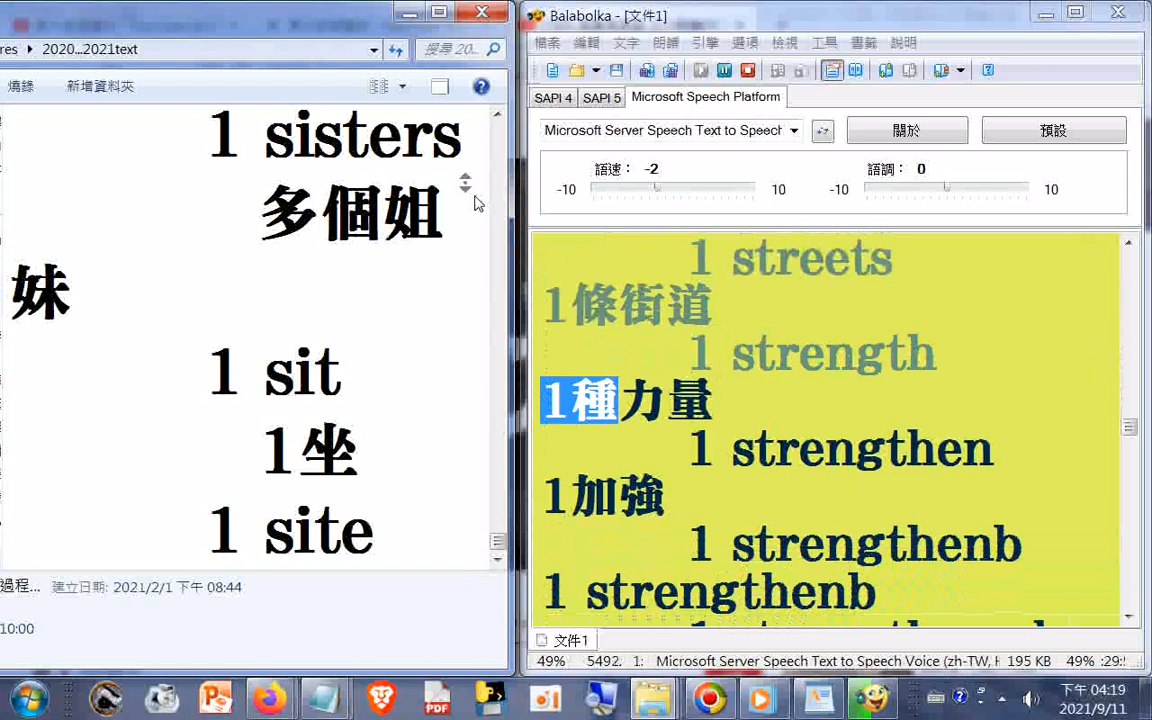 res ▸ 2020...2021text
搜尋 20...
燒錄 新增資料夾
1 sisters
多個姐
妹
1 sit
1坐
1 site
過程... 建立日期: 2021/2/1 下午 08:44
10:00
Balabolka - [文件1]
檔案 編輯 文字 朗誦 引擎 選項 檢視 工具 書籤 說明
SAPI 4 SAPI 5 Microsoft Speech Platform
Microsoft Server Speech Text to Speech 關於 預設
語速： -2 語調： 0
-10 10 -10 10
1 streets
1條街道
1 strength
1種力量
1 strengthen
1加強
1 strengthenb
1 strengthenb
文件1
49% 5492, 1: Microsoft Server Speech Text to Speech Voice (zh-TW, H 195 KB 49% :29:
PDF
下午 04:19
2021/9/11